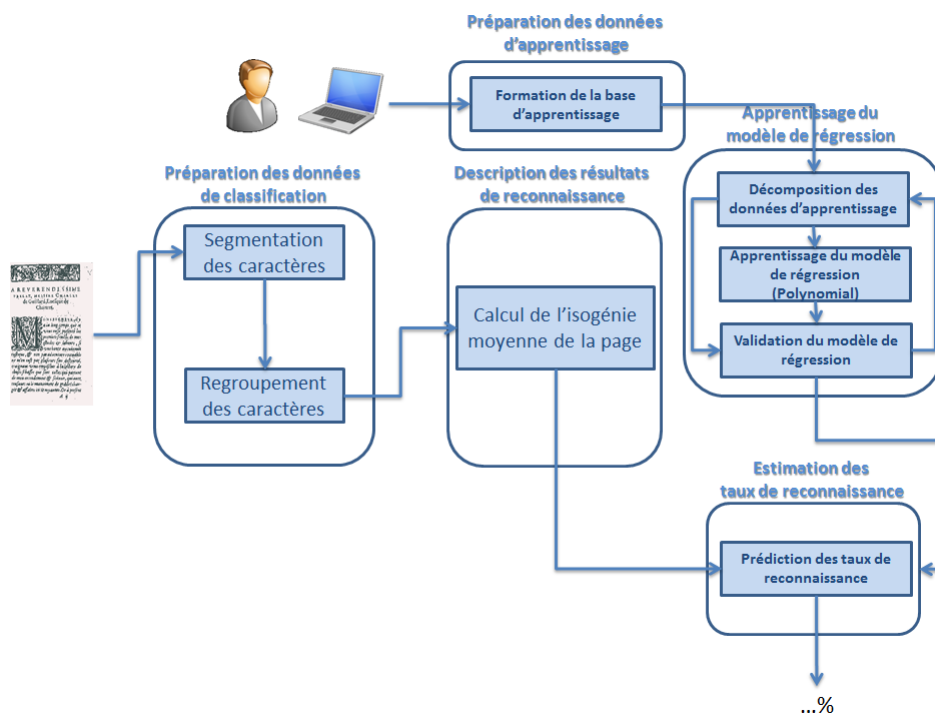 Préparation des données
d'apprentissage
Formation de la base
d'apprentissage
Apprentissage du
modèle de régression
Décomposition des
données d'apprentissage
Apprentissage du modèle
de régression
(Polynomial)
Validation du modèle de
régression
Préparation des données
de classification
Segmentation
des caractères
Regroupement
des caractères
Description des résultats
de reconnaissance
Calcul de l'isogénie
moyenne de la page
A REVERENDISSIME
Estimation des
taux de reconnaissance
Prédiction des taux de
reconnaissance
...%